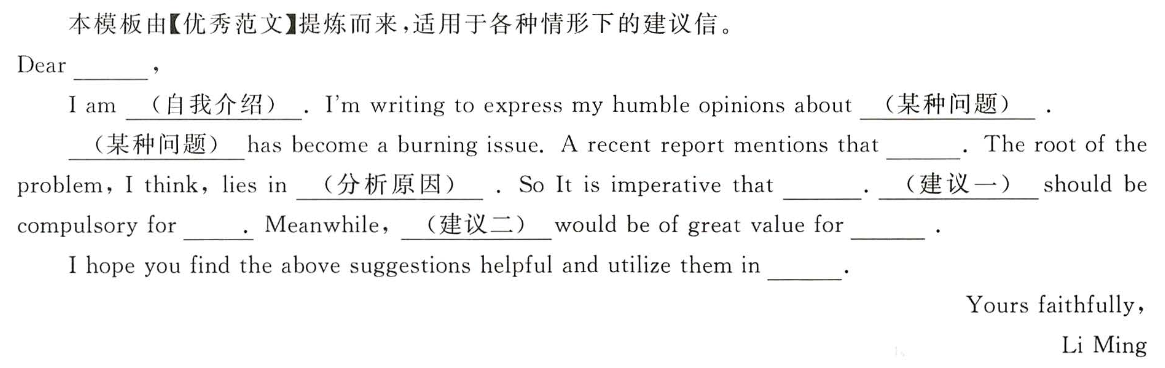 本模板由【优秀范文】提炼而来,适用于各种情形下的建议信。
Dear ______,
I am （自我介绍）. I'm writing to express my humble opinions about （某种问题）.
（某种问题） has become a burning issue. A recent report mentions that ______. The root of the
problem, I think, lies in （分析原因）. So It is imperative that ______. （建议一） should be
compulsory for ______. Meanwhile, （建议二） would be of great value for ______.
I hope you find the above suggestions helpful and utilize them in ______.
Yours faithfully,
Li Ming